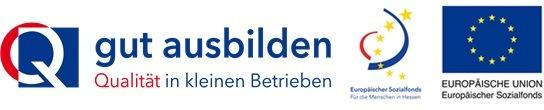 gut ausbilden
Qualität in kleinen Betrieben
Europäischer Sozialfonds
Für die Menschen in Hessen
EUROPÄISCHE UNION
Europäischer Sozialfonds